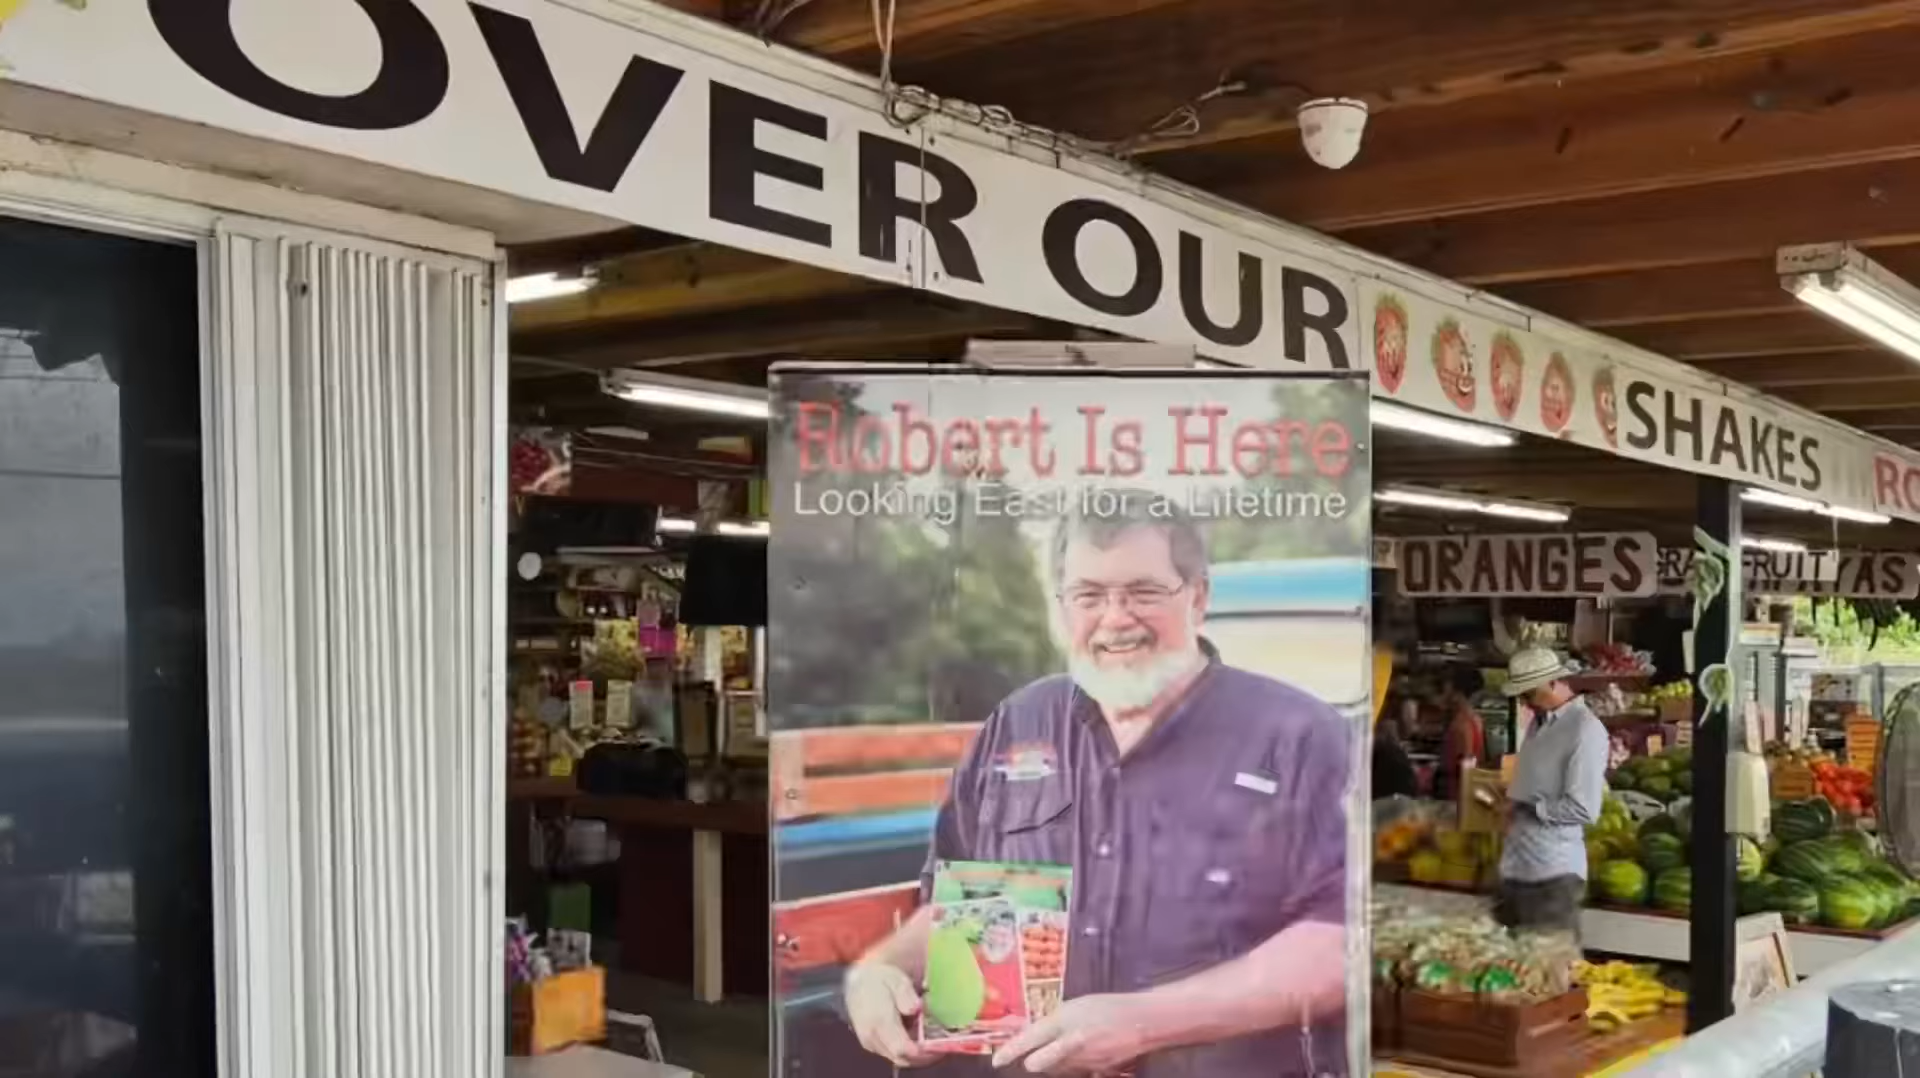 OVER OUR
SHAKES
Robert Is Here
Looking East for a Lifetime
ORANGES